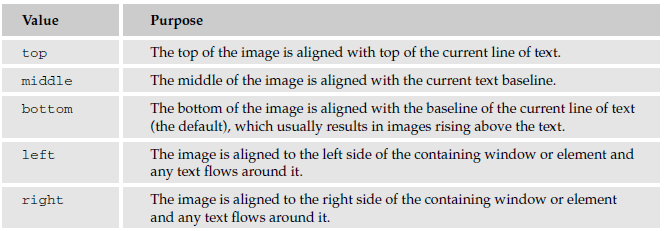 Value Purpose
top The top of the image is aligned with top of the current line of text.
middle The middle of the image is aligned with the current text baseline.
bottom The bottom of the image is aligned with the baseline of the current line of text
(the default), which usually results in images rising above the text.
left The image is aligned to the left side of the containing window or element and
any text flows around it.
right The image is aligned to the right side of the containing window or element
and any text flows around it.